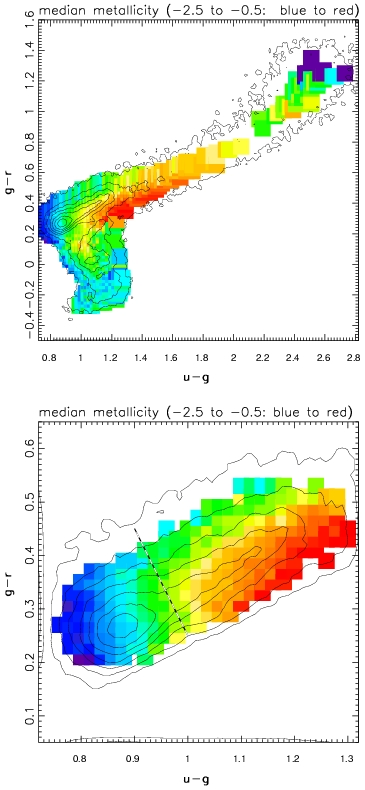 median metallicity (−2.5 to −0.5: blue to red)
1.6
1.4
1.2
1
0.8
0.6
0.4
0.2
0
−0.2
−0.4
g−r
0.8 1 1.2 1.4 1.6 1.8 2 2.2 2.4 2.6 2.8
u−g
median metallicity (−2.5 to −0.5: blue to red)
0.6
0.5
0.4
0.3
0.2
0.1
g−r
0.8 0.9 1 1.1 1.2 1.3
u−g